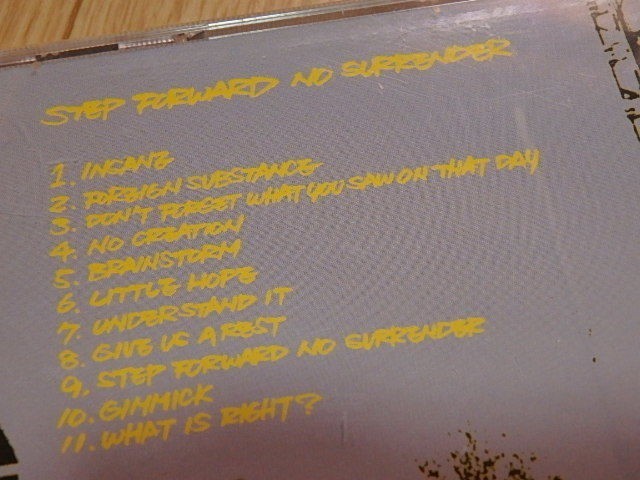 STEP FORWARD NO SURRENDER
1. INSANE
2. FOREIGN SUBSTANCE
3. DON'T FORGET WHAT YOU SAW ON THAT DAY
4. NO CREATION
5. BRAINSTORM
6. LITTLE HOPE
7. UNDERSTAND IT
8. GIVE US A REST
9. STEP FORWARD NO SURRENDER
10. GIMMICK
11. WHAT IS RIGHT?